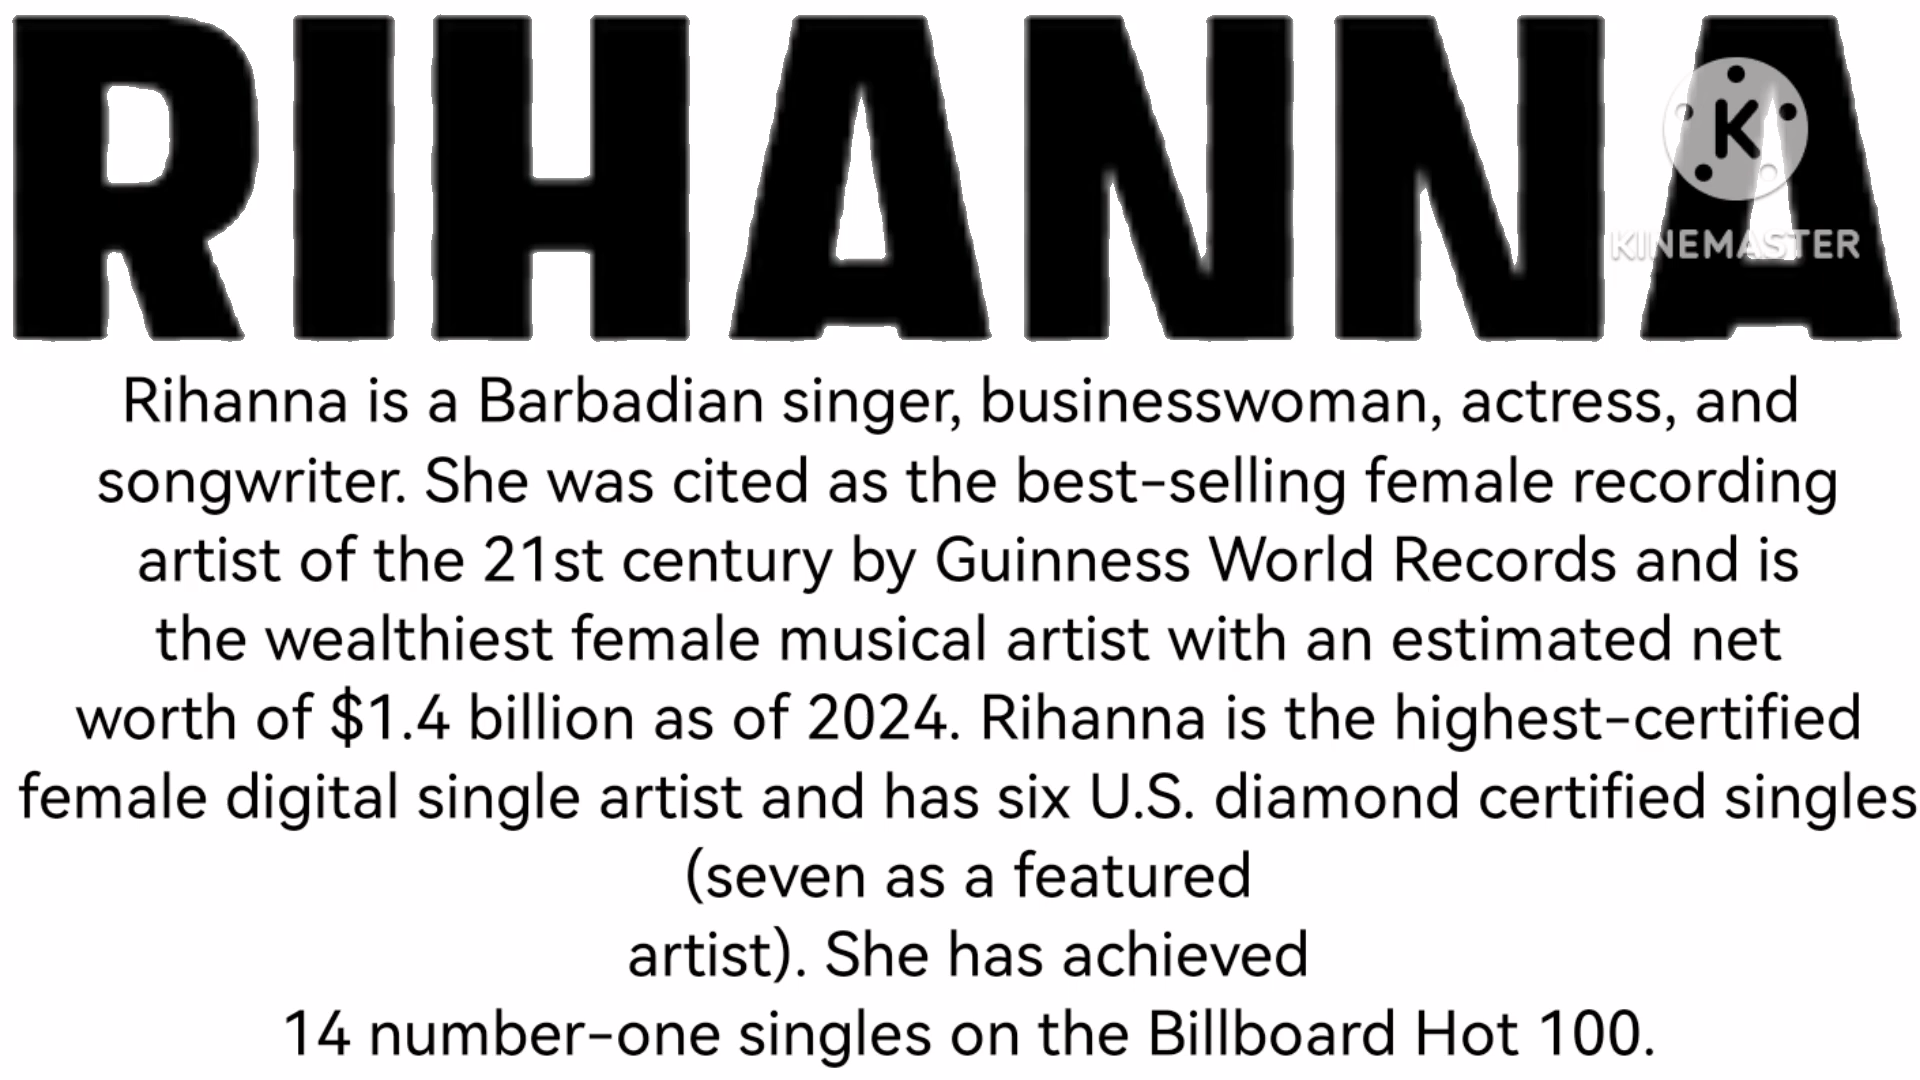 RIHANNA
K
KINEMASTER
Rihanna is a Barbadian singer, businesswoman, actress, and
songwriter. She was cited as the best-selling female recording
artist of the 21st century by Guinness World Records and is
the wealthiest female musical artist with an estimated net
worth of $1.4 billion as of 2024. Rihanna is the highest-certified
female digital single artist and has six U.S. diamond certified singles
(seven as a featured
artist). She has achieved
14 number-one singles on the Billboard Hot 100.